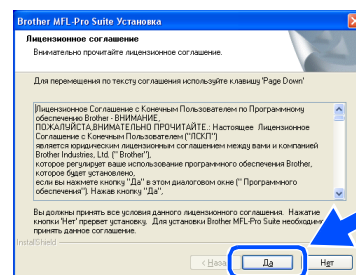 Brother MFL-Pro Suite Установка
Лицензионное соглашение
Внимательно прочитайте лицензионное соглашение.
Для перемещения по тексту соглашения используйте клавишу 'Page Down'
Лицензионное Соглашение с Конечным Пользователем по Программному
обеспечению Brother - ВНИМАНИЕ,
ПОЖАЛУЙСТА,ВНИМАТЕЛЬНО ПРОЧИТАЙТЕ.: Настоящее Лицензионное
Соглашение с Конечным Пользователем ("ЛСКП")
является юридическим лицензионным соглашением между вами и компанией
Brother Industries, Ltd. ("Brother"),
которое регулирует ваше использование программного обеспечения Brother,
которое будет установлено,
если вы нажмете кнопку "Да" в этом диалоговом окне ("Программного
обеспечения"). Нажав кнопку "Да",
Вы должны принять все условия данного лицензионного соглашения. Нажатие
кнопки 'Нет' прервет установку. Для установки Brother MFL-Pro Suite необходимо
принять данное соглашение.
InstallShield
< Наза Да Нет